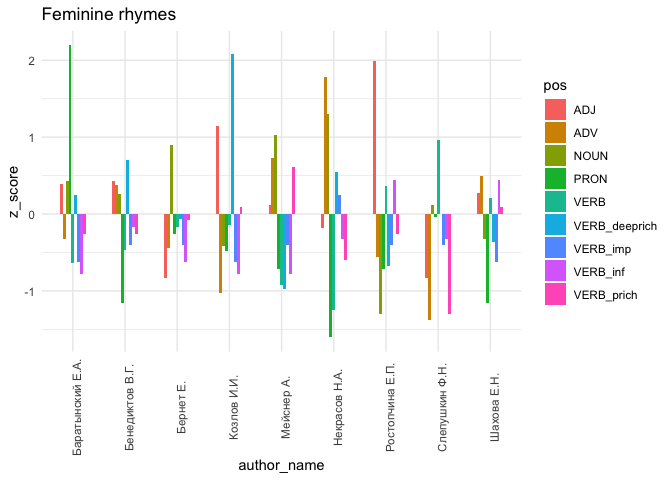 Feminine rhymes
z_score
2
1
0
-1
Баратынский Е.А.
Бенедиктов В.Г.
Бернет Е.
Козлов И.И.
Мейснер А.
Некрасов Н.А.
Ростопчина Е.П.
Слепушкин Ф.Н.
Шахова Е.Н.
author_name
pos
ADJ
ADV
NOUN
PRON
VERB
VERB_deeprich
VERB_imp
VERB_inf
VERB_prich